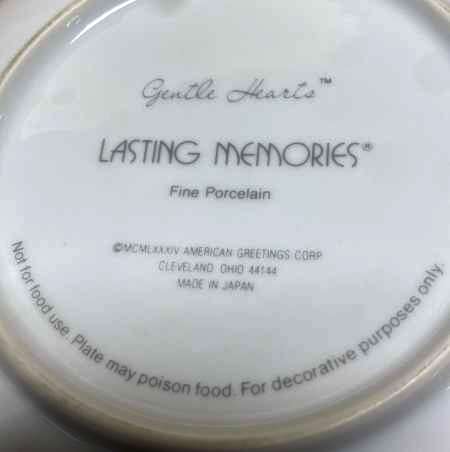 Gentle Hearts™
LASTING MEMORIES®
Fine Porcelain
©MCMLXXXIV AMERICAN GREETINGS CORP
CLEVELAND, OHIO 44144
MADE IN JAPAN
Not for food use. Plate may poison food. For decorative purposes only.